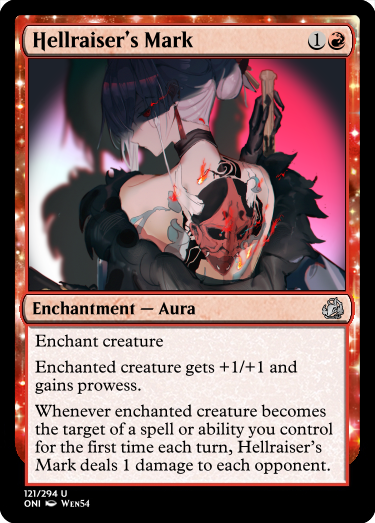 Hellraiser's Mark 1
Enchantment — Aura
Enchant creature
Enchanted creature gets +1/+1 and
gains prowess.
Whenever enchanted creature becomes
the target of a spell or ability you control
for the first time each turn, Hellraiser's
Mark deals 1 damage to each opponent.
121/294 U
ONI Wen54